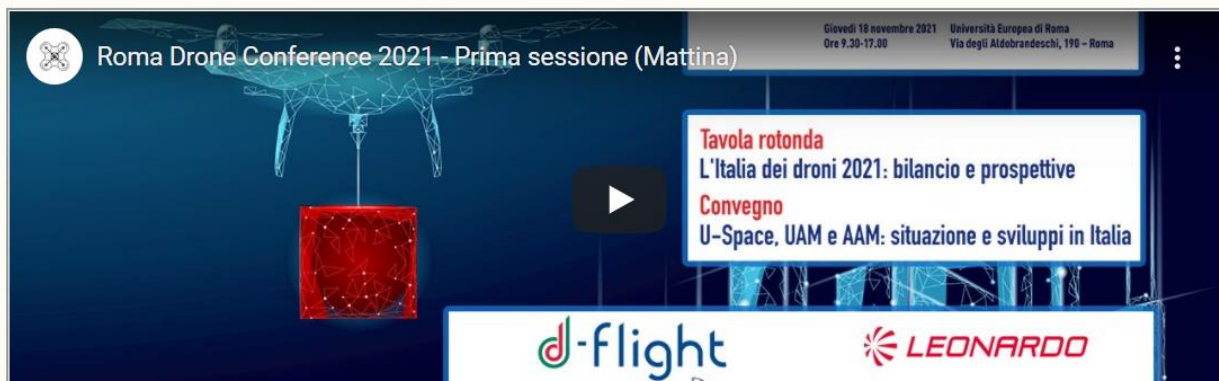 Roma Drone Conference 2021 - Prima sessione (Mattina)
Giovedì 18 novembre 2021 Università Europea di Roma
Ore 9.30-17.00 Via degli Aldobrandeschi, 190 – Roma
Tavola rotonda
L'Italia dei droni 2021: bilancio e prospettive
Convegno
U-Space, UAM e AAM: situazione e sviluppi in Italia
d-flight
LEONARDO